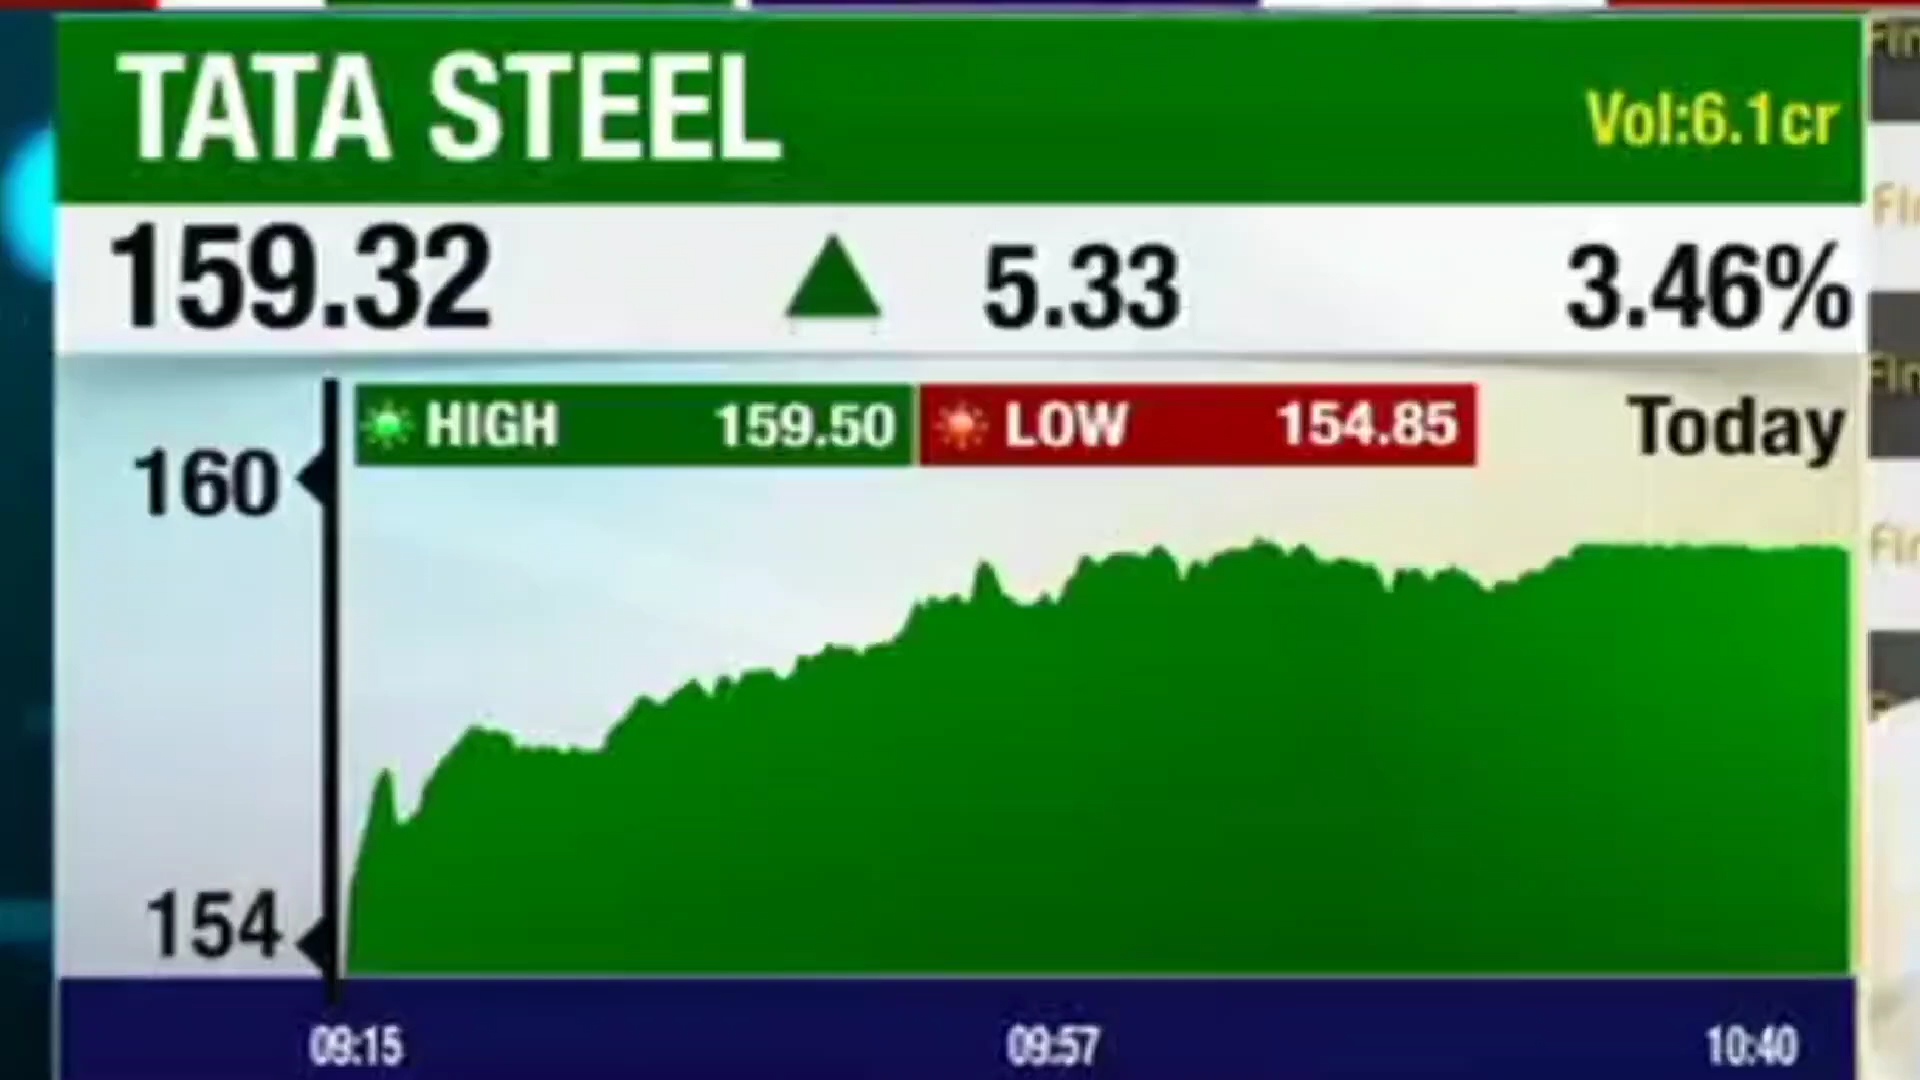 TATA STEEL
Vol:6.1cr
159.32 ▲ 5.33 3.46%
HIGH 159.50 LOW 154.85 Today
160
154
09:15 09:57 10:40